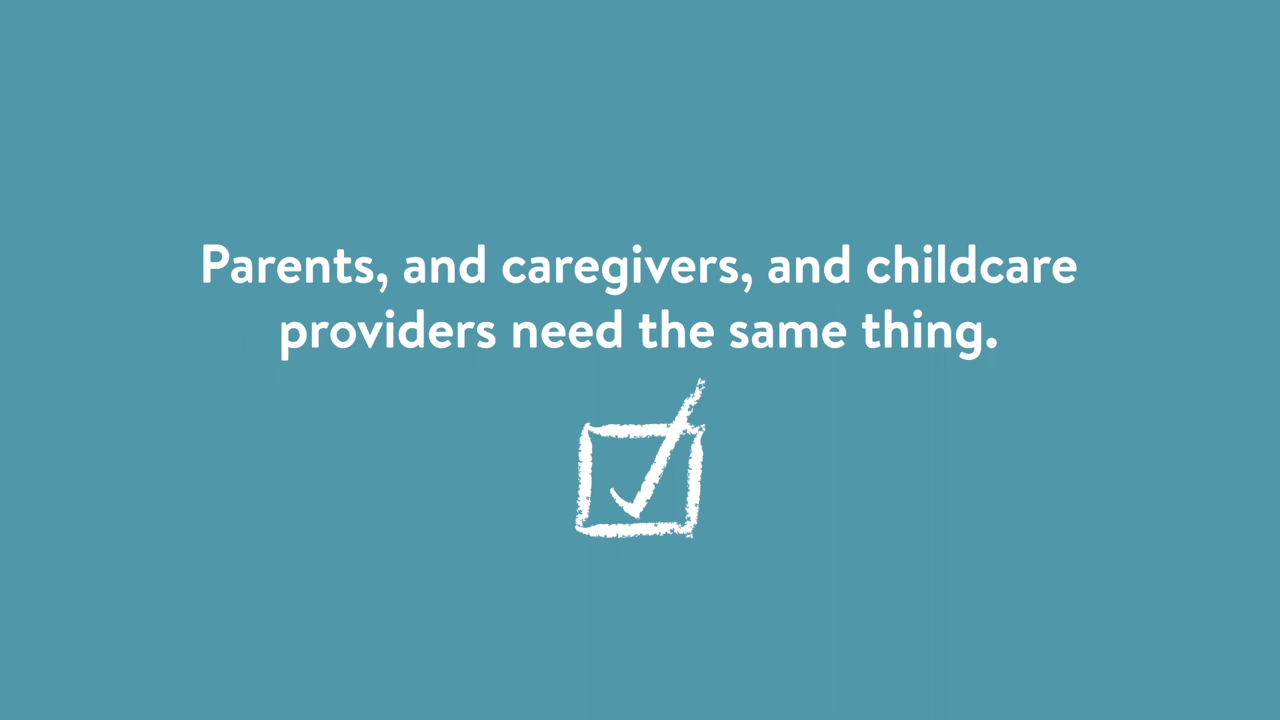 Parents, and caregivers, and childcare
providers need the same thing.